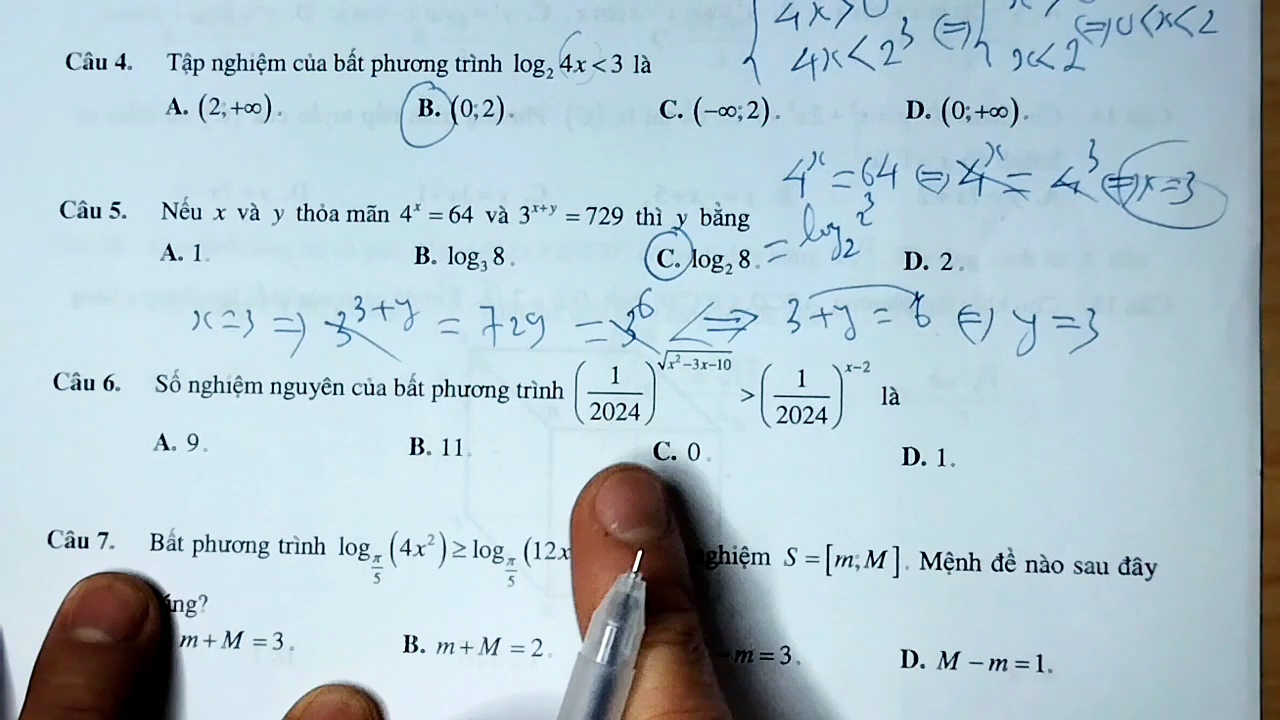 4x>0
4x<2³ ⇔ x<2 ⇔ 0<x<2
Câu 4. Tập nghiệm của bất phương trình log₂ 4x < 3 là
A. (2;+∞). B. (0;2). C. (−∞;2). D. (0;+∞).
4ˣ = 64 ⇔ 4ˣ = 4³ ⇔ x=3
Câu 5. Nếu x và y thỏa mãn 4ˣ = 64 và 3ˣ⁺ʸ = 729 thì y bằng
A. 1. B. log₃ 8. C. log₂ 8. = log₂ 2³ D. 2.
x=3 => 3³⁺ʸ = 729 = 3⁶ <=> 3+y = 6 ⇔ y=3
Câu 6. Số nghiệm nguyên của bất phương trình (1/2024)^√(x²−3x−10) > (1/2024)^(x−2) là
A. 9. B. 11. C. 0. D. 1.
Câu 7. Bất phương trình log_(π/5) (4x²) ≥ log_(π/5) (12x nghiệm S = [m;M]. Mệnh đề nào sau đây
m+M = 3. B. m+M = 2. m = 3. D. M − m = 1.